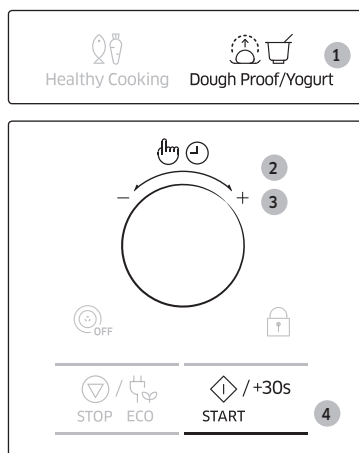 Healthy Cooking Dough Proof/Yogurt 1
2
− + 3
OFF
/ /+30s
STOP ECO START 4